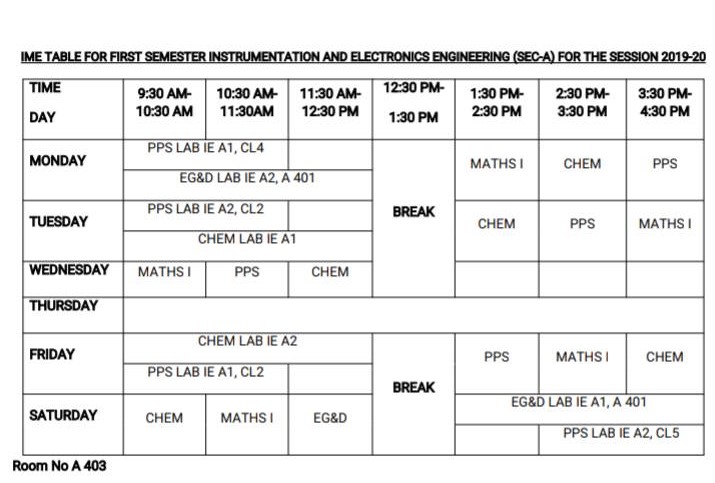 IME TABLE FOR FIRST SEMESTER INSTRUMENTATION AND ELECTRONICS ENGINEERING (SEC-A) FOR THE SESSION 2019-20
TIME
DAY
9:30 AM-
10:30 AM
10:30 AM-
11:30AM
11:30 AM-
12:30 PM
12:30 PM-
1:30 PM
1:30 PM-
2:30 PM
2:30 PM-
3:30 PM
3:30 PM-
4:30 PM
MONDAY
PPS LAB IE A1, CL4
EG&D LAB IE A2, A 401
BREAK
MATHS I
CHEM
PPS
TUESDAY
PPS LAB IE A2, CL2
CHEM LAB IE A1
CHEM
PPS
MATHS I
WEDNESDAY
MATHS I
PPS
CHEM
THURSDAY
FRIDAY
CHEM LAB IE A2
PPS LAB IE A1, CL2
BREAK
PPS
MATHS I
CHEM
SATURDAY
CHEM
MATHS I
EG&D
EG&D LAB IE A1, A 401
PPS LAB IE A2, CL5
Room No A 403